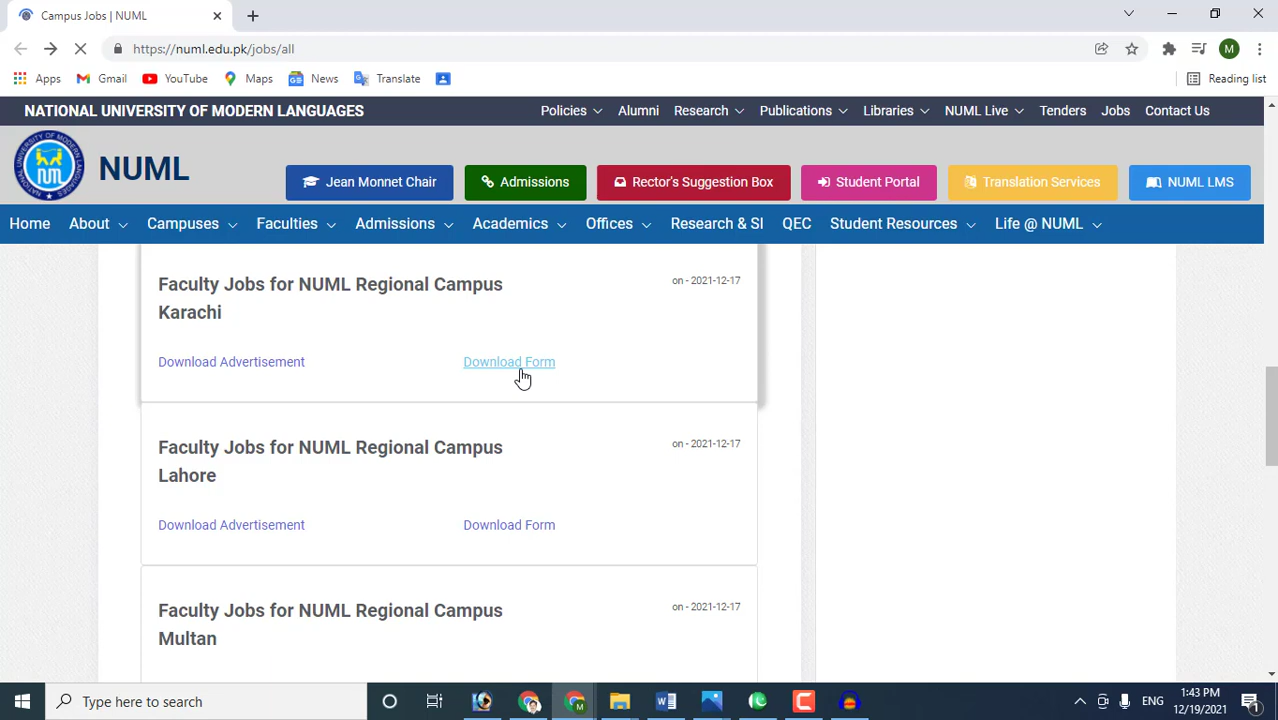 Campus Jobs | NUML
https://numl.edu.pk/jobs/all
M
Apps Gmail YouTube Maps News Translate Reading list
NATIONAL UNIVERSITY OF MODERN LANGUAGES Policies Alumni Research Publications Libraries NUML Live Tenders Jobs Contact Us
NUML Jean Monnet Chair Admissions Rector's Suggestion Box Student Portal Translation Services NUML LMS
Home About Campuses Faculties Admissions Academics Offices Research & SI QEC Student Resources Life @ NUML
Faculty Jobs for NUML Regional Campus on - 2021-12-17
Karachi
Download Advertisement Download Form
Faculty Jobs for NUML Regional Campus on - 2021-12-17
Lahore
Download Advertisement Download Form
Faculty Jobs for NUML Regional Campus on - 2021-12-17
Multan
Type here to search ENG 1:43 PM
12/19/2021